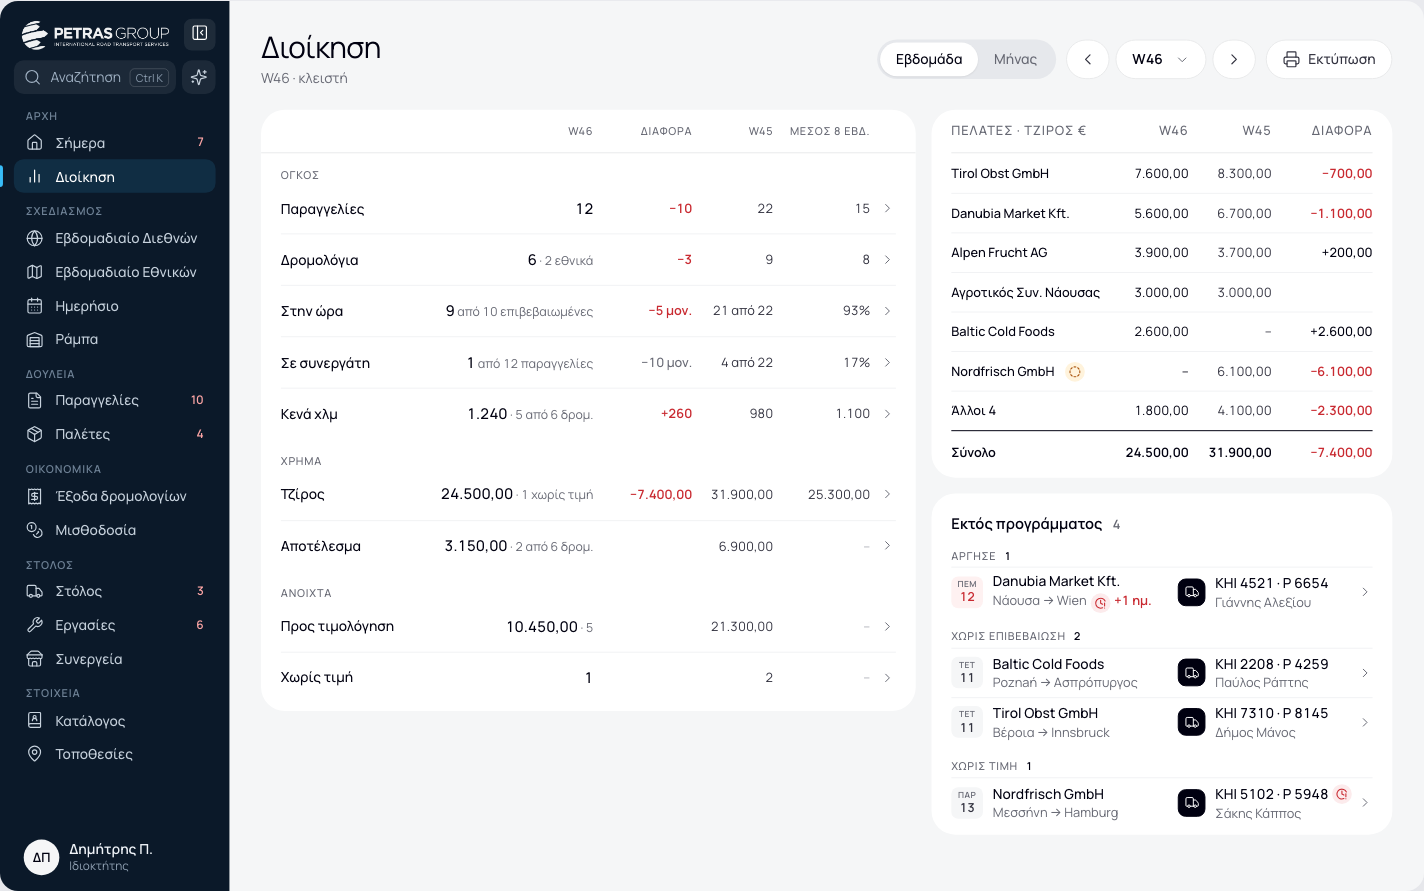 PETRAS GROUP
INTERNATIONAL ROAD TRANSPORT SERVICES
Αναζήτηση Ctrl K
ΑΡΧΗ
Σήμερα 7
Διοίκηση
ΣΧΕΔΙΑΣΜΟΣ
Εβδομαδιαίο Διεθνών
Εβδομαδιαίο Εθνικών
Ημερήσιο
Ράμπα
ΔΟΥΛΕΙΑ
Παραγγελίες 10
Παλέτες 4
ΟΙΚΟΝΟΜΙΚΑ
Έξοδα δρομολογίων
Μισθοδοσία
ΣΤΟΛΟΣ
Στόλος 3
Εργασίες 6
Συνεργεία
ΣΤΟΙΧΕΙΑ
Κατάλογος
Τοποθεσίες
ΔΠ
Δημήτρης Π.
Ιδιοκτήτης
Διοίκηση
W46 · κλειστή
Εβδομάδα Μήνας W46 Εκτύπωση
W46 ΔΙΑΦΟΡΑ W45 ΜΕΣΟΣ 8 ΕΒΔ.
ΟΓΚΟΣ
Παραγγελίες 12 −10 22 15
Δρομολόγια 6 · 2 εθνικά −3 9 8
Στην ώρα 9 από 10 επιβεβαιωμένες −5 μον. 21 από 22 93%
Σε συνεργάτη 1 από 12 παραγγελίες −10 μον. 4 από 22 17%
Κενά χλμ 1.240 · 5 από 6 δρομ. +260 980 1.100
ΧΡΗΜΑ
Τζίρος 24.500,00 · 1 χωρίς τιμή −7.400,00 31.900,00 25.300,00
Αποτέλεσμα 3.150,00 · 2 από 6 δρομ. 6.900,00 –
ΑΝΟΙΧΤΑ
Προς τιμολόγηση 10.450,00 · 5 21.300,00 –
Χωρίς τιμή 1 2 –
ΠΕΛΑΤΕΣ · ΤΖΙΡΟΣ € W46 W45 ΔΙΑΦΟΡΑ
Tirol Obst GmbH 7.600,00 8.300,00 −700,00
Danubia Market Kft. 5.600,00 6.700,00 −1.100,00
Alpen Frucht AG 3.900,00 3.700,00 +200,00
Αγροτικός Συν. Νάουσας 3.000,00 3.000,00
Baltic Cold Foods 2.600,00 – +2.600,00
Nordfrisch GmbH – 6.100,00 −6.100,00
Άλλοι 4 1.800,00 4.100,00 −2.300,00
Σύνολο 24.500,00 31.900,00 −7.400,00
Εκτός προγράμματος 4
ΑΡΓΗΣΕ 1
ΠΕΜ Danubia Market Kft. ΚΗΙ 4521 · Ρ 6654
12 Νάουσα → Wien +1 ημ. Γιάννης Αλεξίου
ΧΩΡΙΣ ΕΠΙΒΕΒΑΙΩΣΗ 2
ΤΕΤ Baltic Cold Foods ΚΗΙ 2208 · Ρ 4259
11 Poznań → Ασπρόπυργος Παύλος Ράπτης
ΤΕΤ Tirol Obst GmbH ΚΗΙ 7310 · Ρ 8145
11 Βέροια → Innsbruck Δήμος Μάνος
ΧΩΡΙΣ ΤΙΜΗ 1
ΠΑΡ Nordfrisch GmbH ΚΗΙ 5102 · Ρ 5948
13 Μεσσήνη → Hamburg Σάκης Κάππος